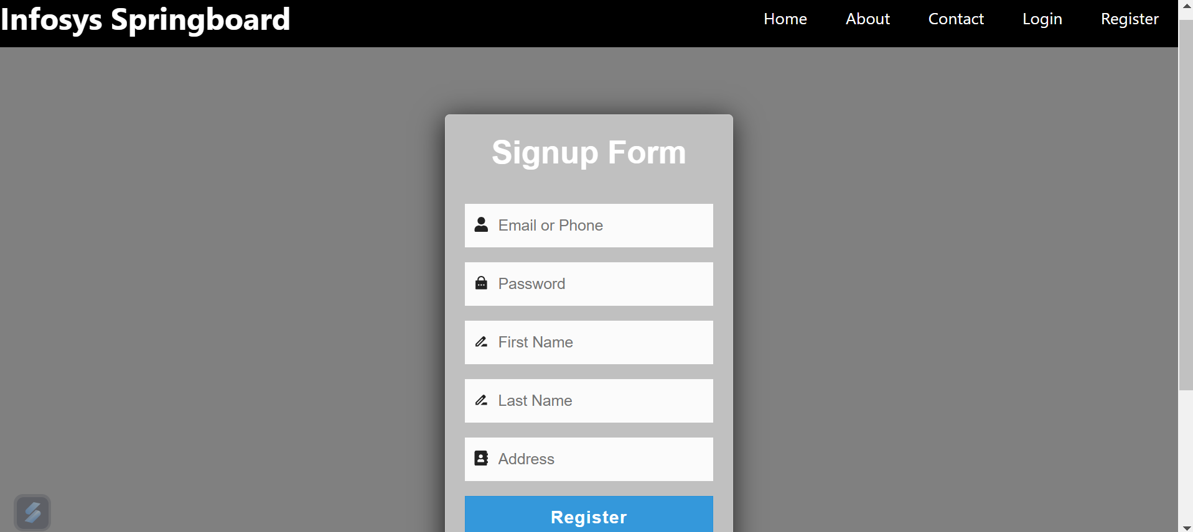 Infosys Springboard
Home About Contact Login Register
Signup Form
Email or Phone
Password
First Name
Last Name
Address
Register